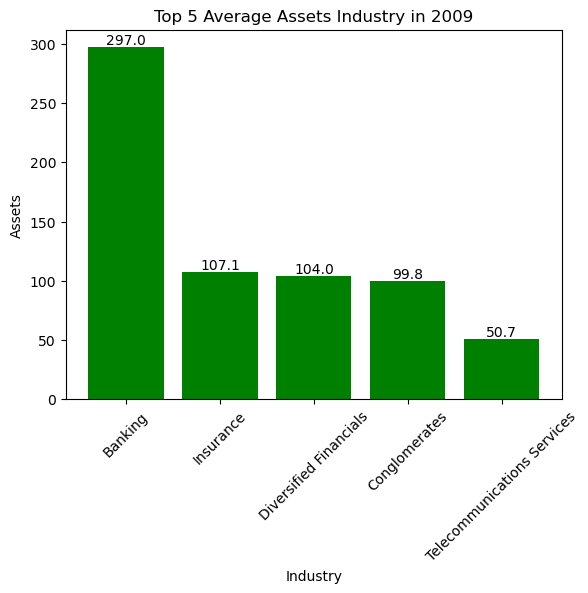 Top 5 Average Assets Industry in 2009
Assets
300
250
200
150
100
50
0
297.0
107.1
104.0
99.8
50.7
Banking
Insurance
Diversified Financials
Conglomerates
Telecommunications Services
Industry